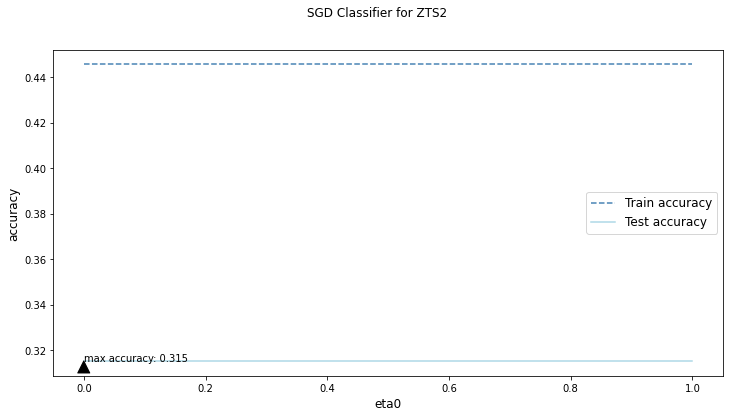 SGD Classifier for ZTS2
accuracy
0.44
0.42
0.40
0.38
0.36
0.34
0.32
Train accuracy
Test accuracy
max accuracy: 0.315
0.0 0.2 0.4 0.6 0.8 1.0
eta0